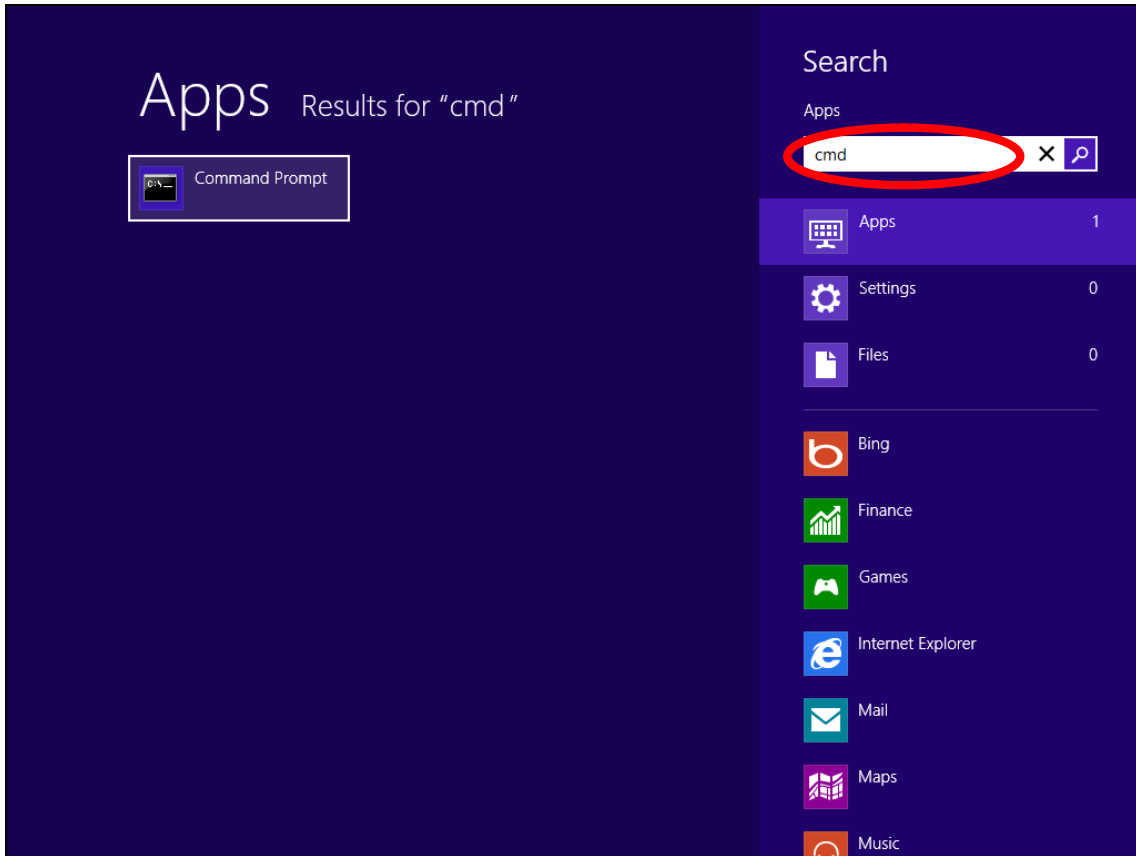 Apps Results for “cmd”
Command Prompt
Search
Apps
cmd
Apps 1
Settings 0
Files 0
Bing
Finance
Games
Internet Explorer
Mail
Maps
Music